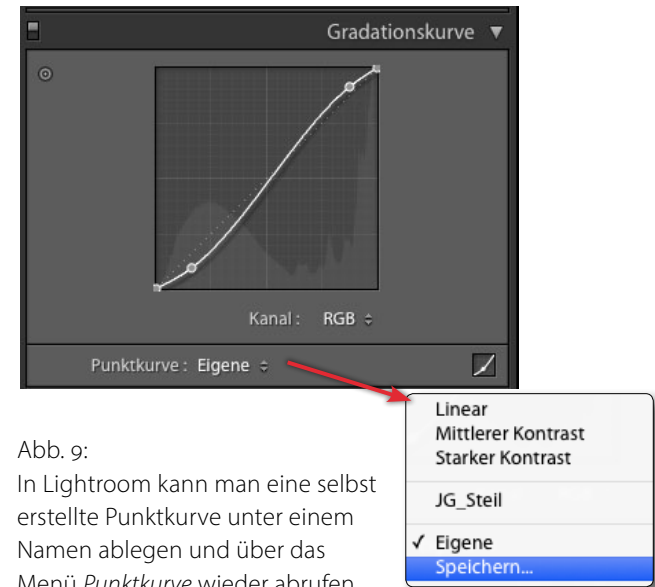 Gradationskurve
Kanal : RGB
Punktkurve : Eigene
Linear
Mittlerer Kontrast
Starker Kontrast
JG_Steil
✓ Eigene
Speichern...
Abb. 9:
In Lightroom kann man eine selbst
erstellte Punktkurve unter einem
Namen ablegen und über das
Menü Punktkurve wieder abrufen